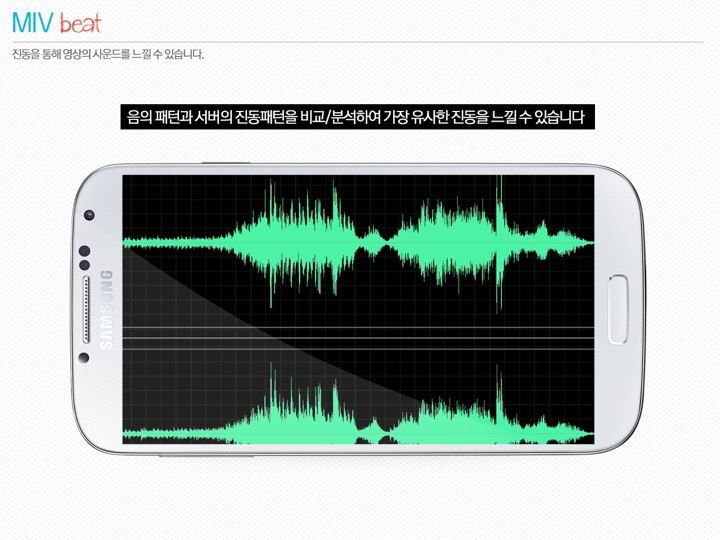 MIV beat
진동을 통해 영상의 사운드를 느낄 수 있습니다.
음의 패턴과 서버의 진동패턴을 비교/분석하여 가장 유사한 진동을 느낄 수 있습니다
SAMSUNG